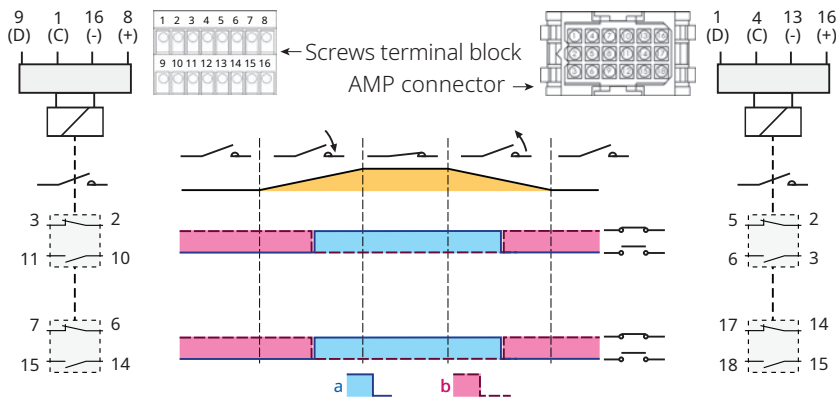 9 1 16 8
(D) (C) (-) (+)
1 2 3 4 5 6 7 8
9 10 11 12 13 14 15 16
Screws terminal block
AMP connector
1 4 13 16
(D) (C) (-) (+)
3 2
11 10
7 6
15 14
5 2
6 3
17 14
18 15
a b